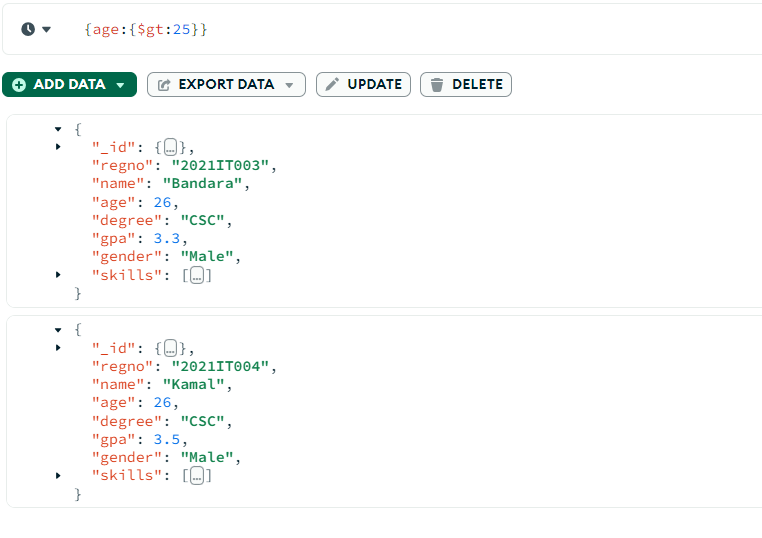 {age:{$gt:25}}
ADD DATA EXPORT DATA UPDATE DELETE
{
"_id": {…},
"regno": "2021IT003",
"name": "Bandara",
"age": 26,
"degree": "CSC",
"gpa": 3.3,
"gender": "Male",
"skills": […]
}
{
"_id": {…},
"regno": "2021IT004",
"name": "Kamal",
"age": 26,
"degree": "CSC",
"gpa": 3.5,
"gender": "Male",
"skills": […]
}